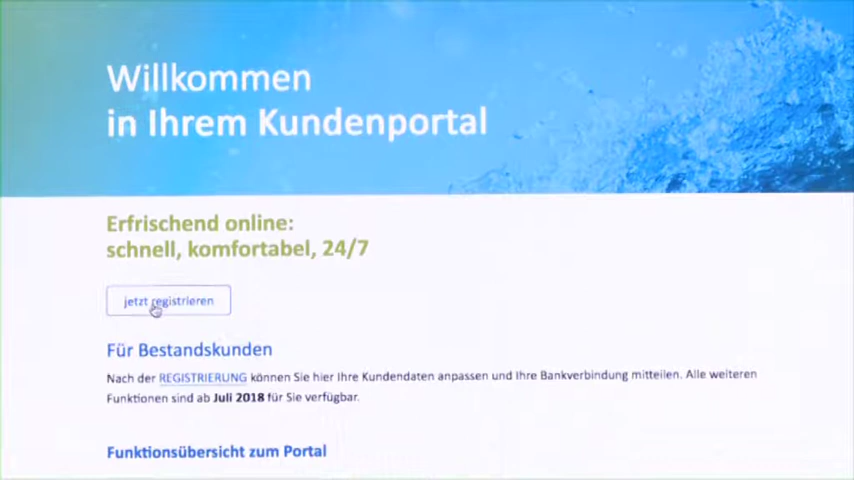 Willkommen
in Ihrem Kundenportal
Erfrischend online:
schnell, komfortabel, 24/7
jetzt registrieren
Für Bestandskunden
Nach der REGISTRIERUNG können Sie hier Ihre Kundendaten anpassen und Ihre Bankverbindung mitteilen. Alle weiteren
Funktionen sind ab Juli 2018 für Sie verfügbar.
Funktionsübersicht zum Portal